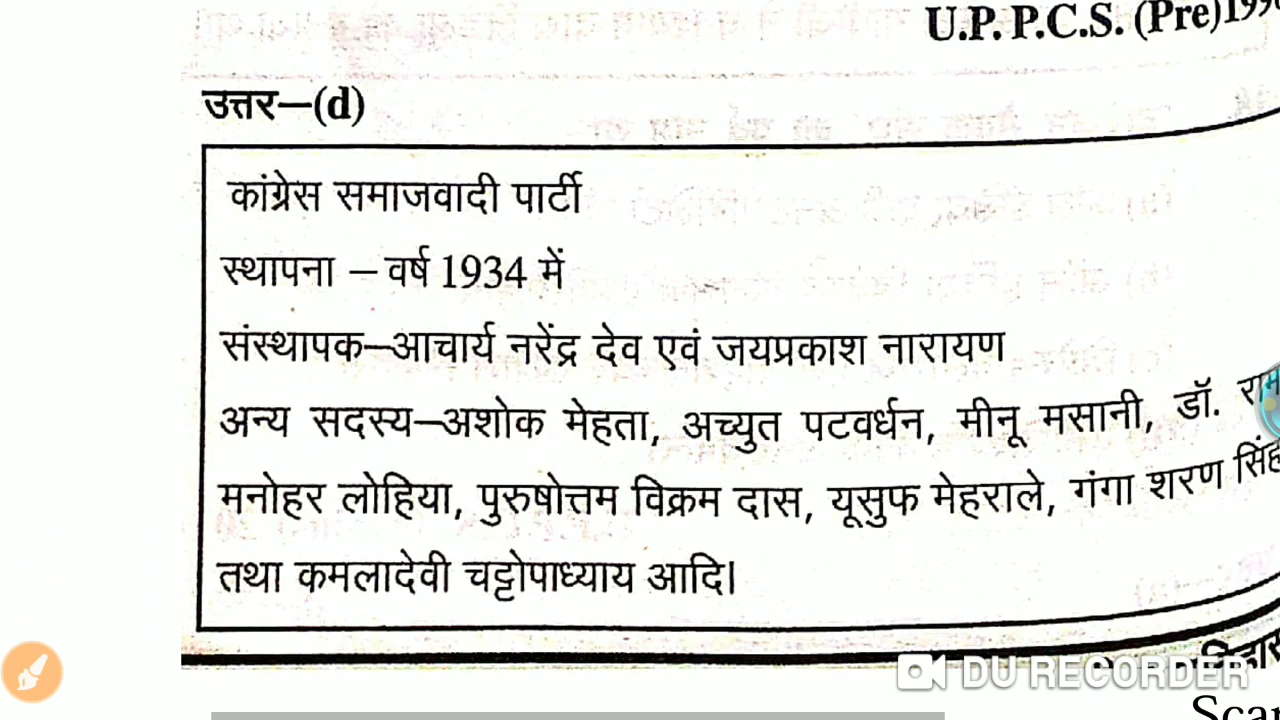 U.P. P.C.S. (Pre)
उत्तर–(d)
कांग्रेस समाजवादी पार्टी
स्थापना – वर्ष 1934 में
संस्थापक–आचार्य नरेंद्र देव एवं जयप्रकाश नारायण
अन्य सदस्य–अशोक मेहता, अच्युत पटवर्धन, मीनू मसानी, डॉ. राम
मनोहर लोहिया, पुरुषोत्तम विक्रम दास, यूसुफ मेहराले, गंगा शरण सिंह
तथा कमलादेवी चट्टोपाध्याय आदि।
DU RECORDER